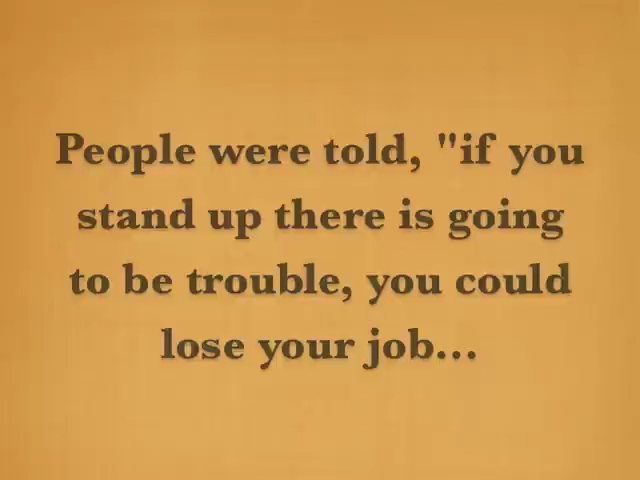 People were told, "if you
stand up there is going
to be trouble, you could
lose your job...